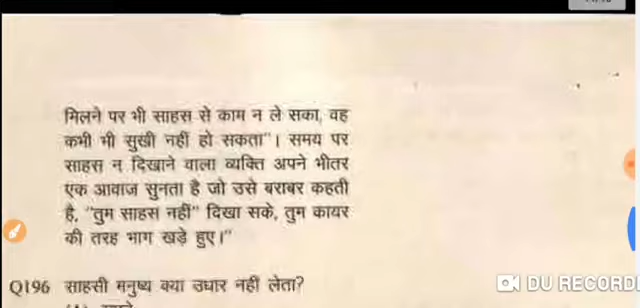 मिलने पर भी साहस से काम न ले सका, वह
कभी भी सुखी नहीं हो सकता"। समय पर
साहस न दिखाने वाला व्यक्ति अपने भीतर
एक आवाज सुनता है जो उसे बराबर कहती
है, "तुम साहस नहीं" दिखा सके, तुम कायर
की तरह भाग खड़े हुए।"
Q196 साहसी मनुष्य क्या उधार नहीं लेता?
DU RECORD